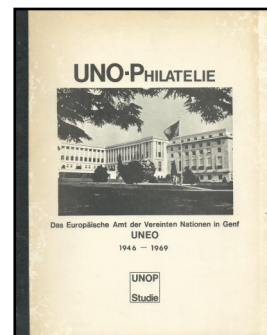 UNO-PHILATELIE
Das Europäische Amt der Vereinten Nationen in Genf
UNEO
1946 — 1969
UNOP
Studie